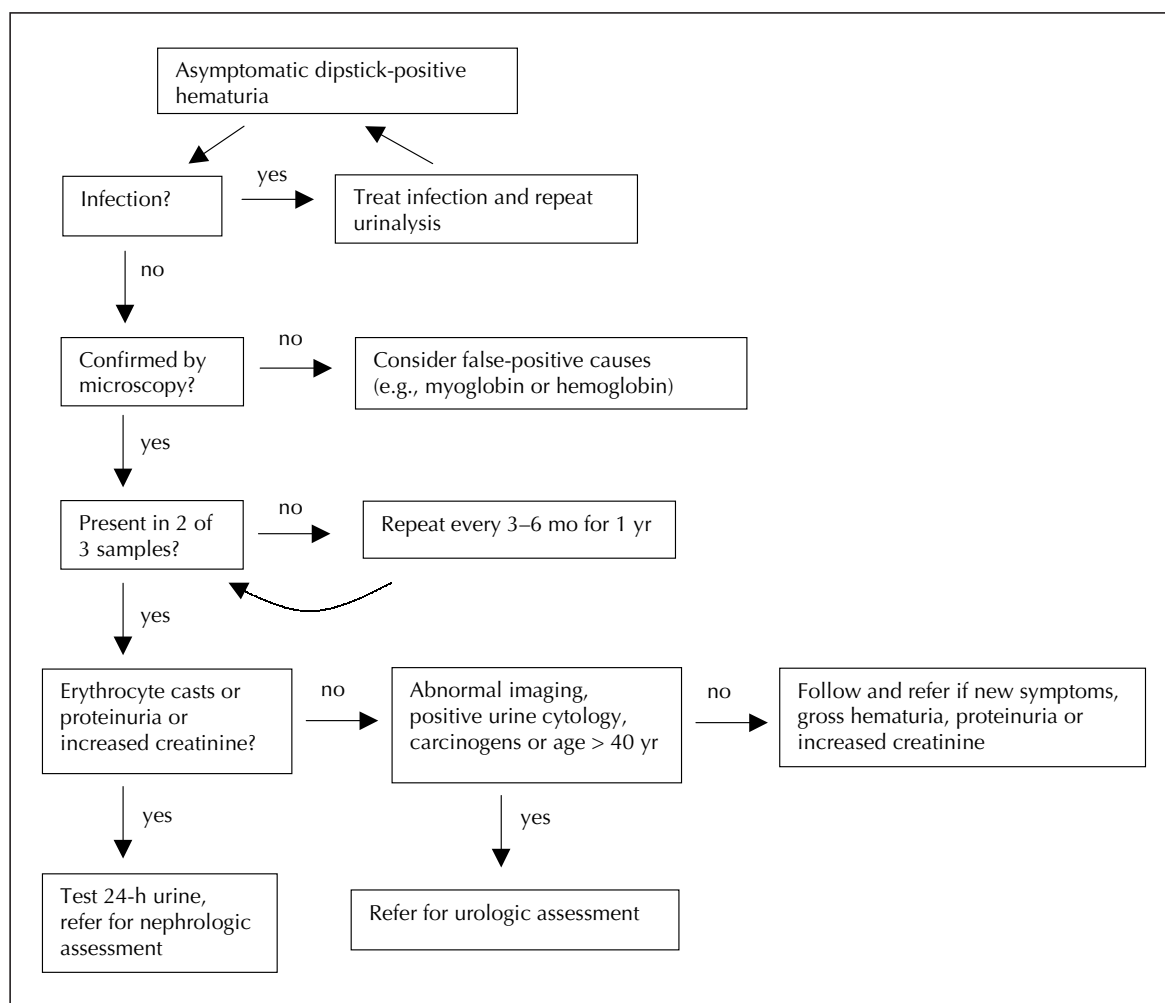 Asymptomatic dipstick-positive
hematuria
Infection?
yes
Treat infection and repeat
urinalysis
no
Confirmed by
microscopy?
no
Consider false-positive causes
(e.g., myoglobin or hemoglobin)
yes
Present in 2 of
3 samples?
no
Repeat every 3–6 mo for 1 yr
yes
Erythrocyte casts or
proteinuria or
increased creatinine?
no
Abnormal imaging,
positive urine cytology,
carcinogens or age > 40 yr
no
Follow and refer if new symptoms,
gross hematuria, proteinuria or
increased creatinine
yes
Test 24-h urine,
refer for nephrologic
assessment
yes
Refer for urologic assessment